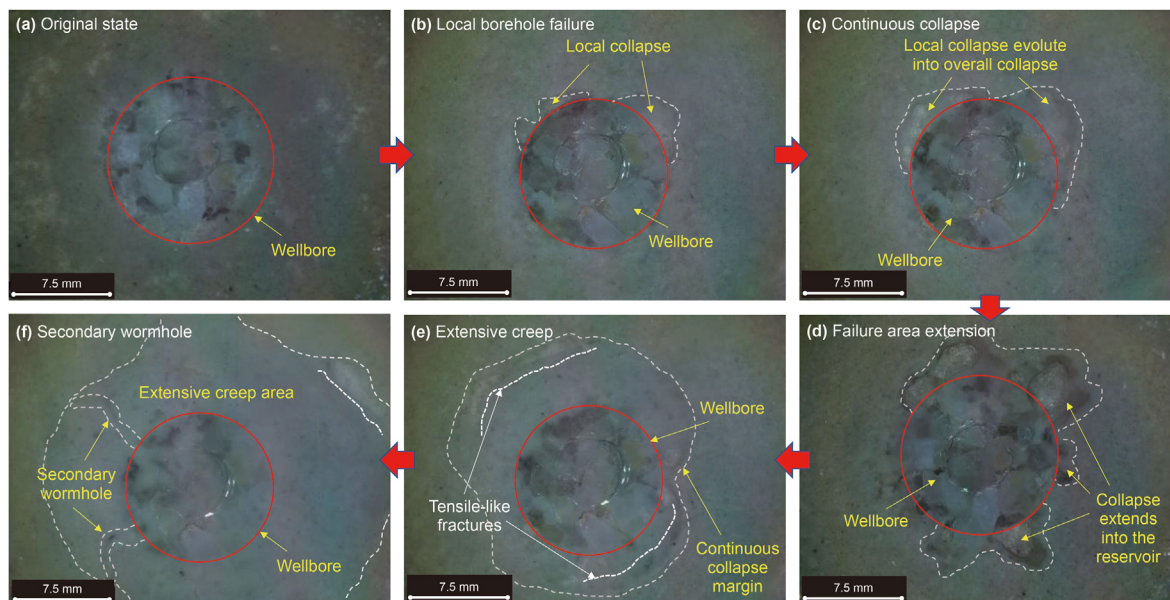 (a) Original state
Wellbore
7.5 mm
(b) Local borehole failure
Local collapse
Wellbore
7.5 mm
(c) Continuous collapse
Local collapse evolute
into overall collapse
Wellbore
7.5 mm
(d) Failure area extension
Wellbore
Collapse
extends
into the
reservoir
7.5 mm
(e) Extensive creep
Wellbore
Tensile-like
fractures
Continuous
collapse
margin
7.5 mm
(f) Secondary wormhole
Extensive creep area
Secondary
wormhole
Wellbore
7.5 mm